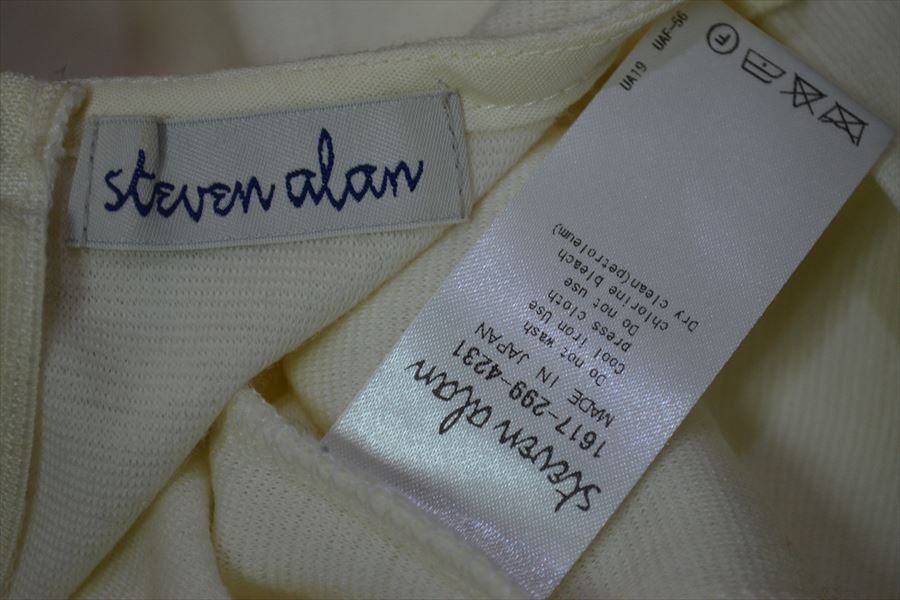 steven alan
steven alan
1617-299-4231
MADE IN JAPAN
Do not wash
cool Iron Use
press cloth
Do not use
chlorine bleach
Dry clean(petroleum)
F
UA19 UAF-56